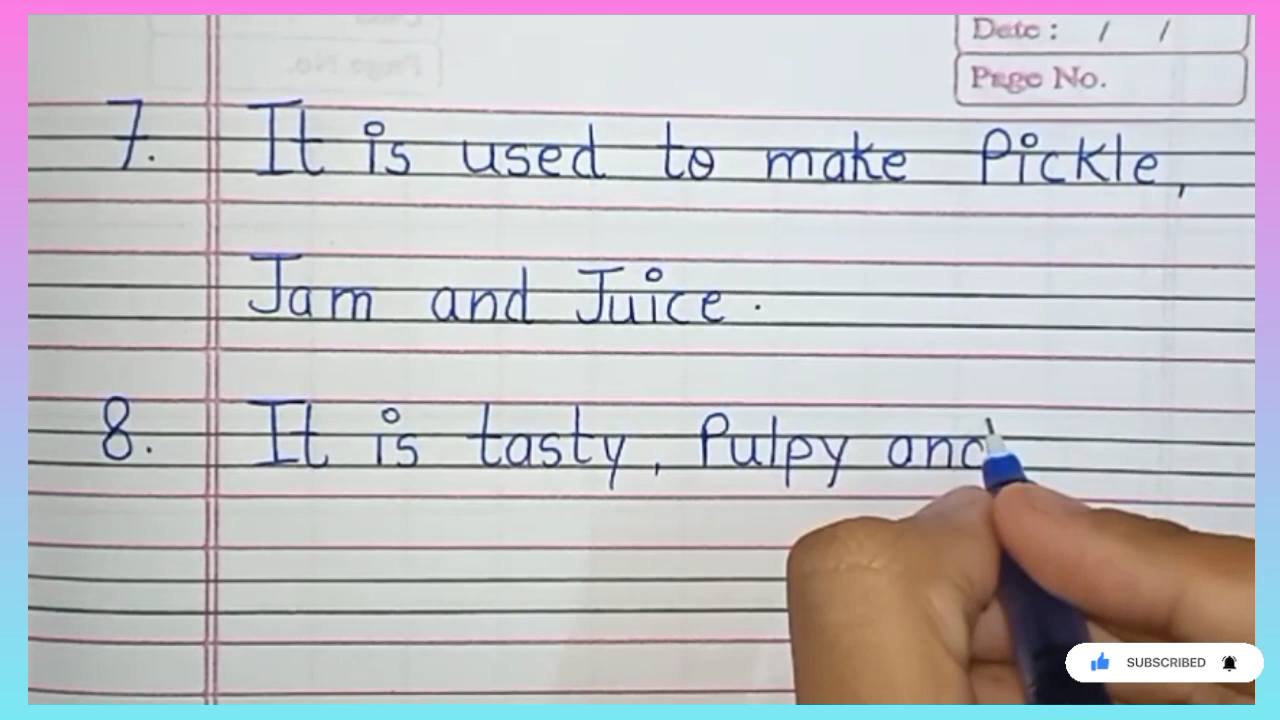 Date : / /
Page No.
7. It is used to make Pickle,
Jam and Juice.
8. It is tasty, Pulpy and
SUBSCRIBED